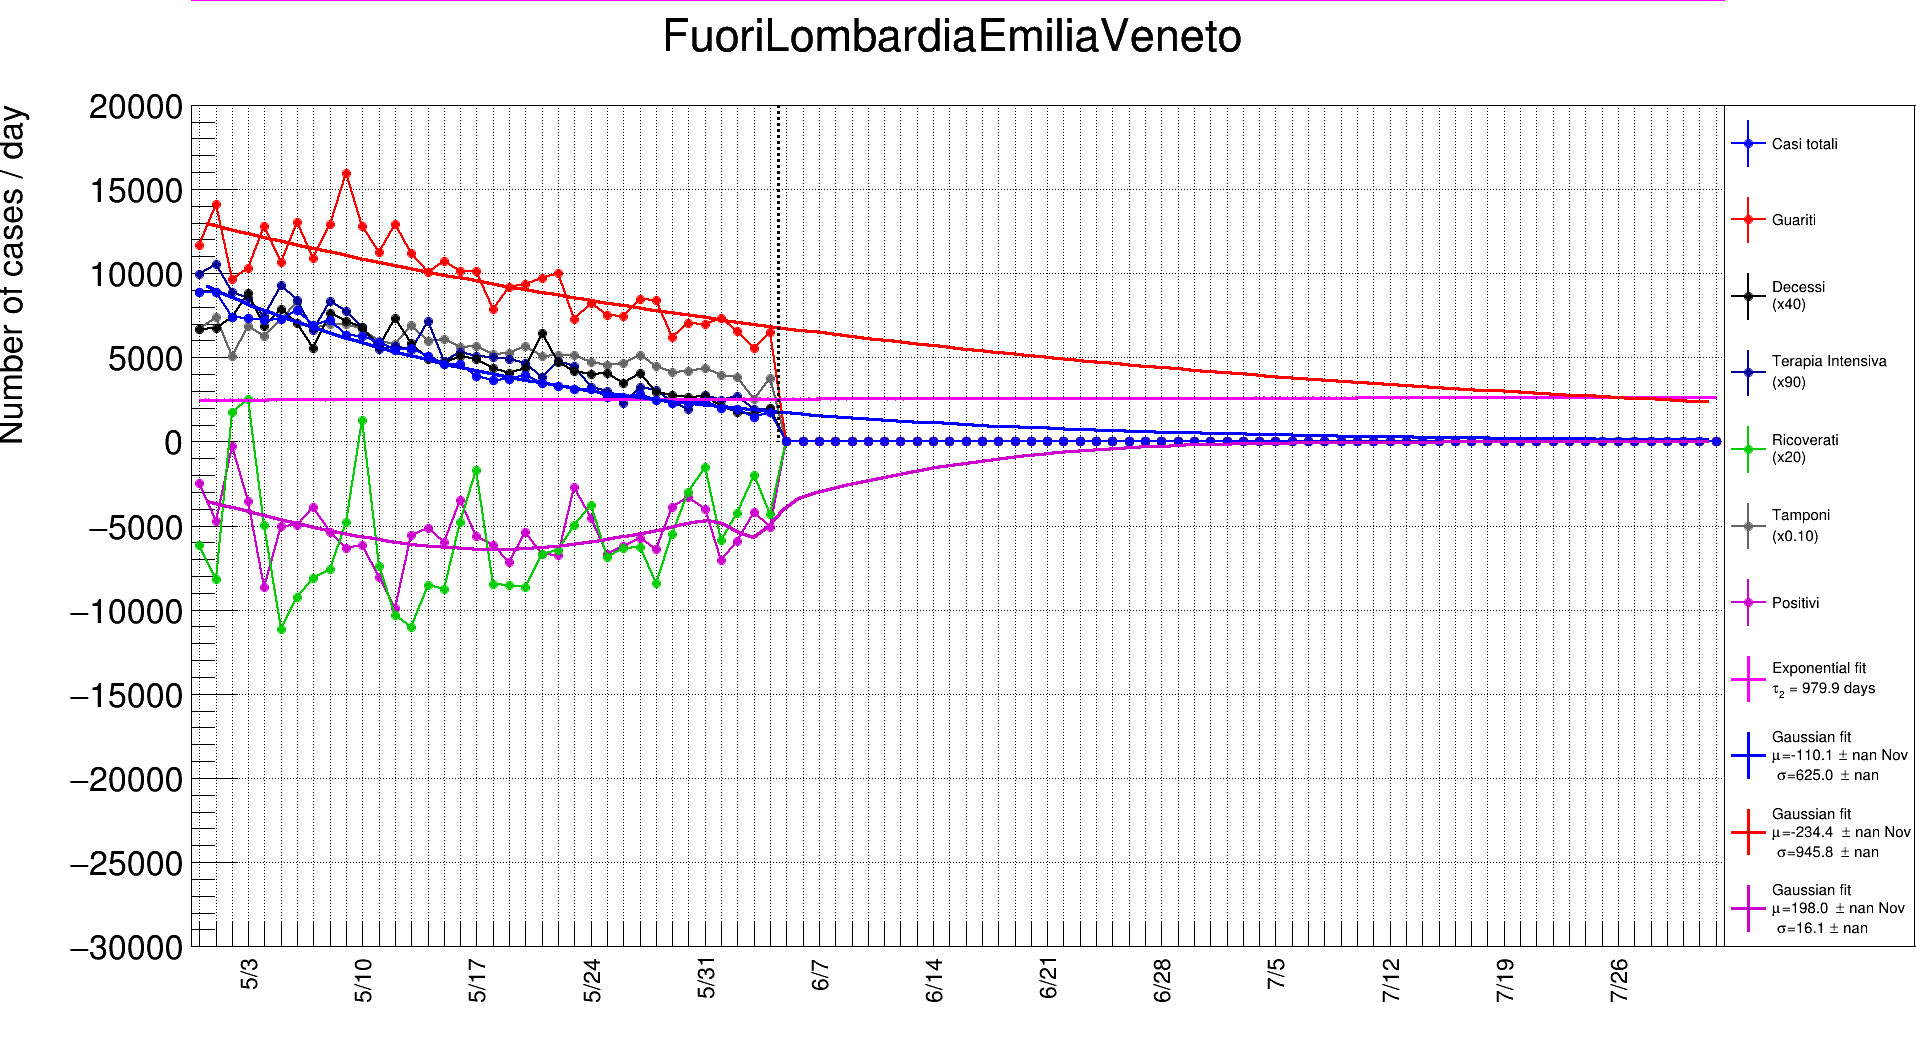 FuoriLombardiaEmiliaVeneto
Number of cases / day
20000
15000
10000
5000
0
−5000
−10000
−15000
−20000
−25000
−30000
5/3
5/10
5/17
5/24
5/31
6/7
6/14
6/21
6/28
7/5
7/12
7/19
7/26
Casi totali
Guariti
Decessi
(x40)
Terapia Intensiva
(x90)
Ricoverati
(x20)
Tamponi
(x0.10)
Positivi
Exponential fit
τ2 = 979.9 days
Gaussian fit
μ=-110.1 ± nan Nov
σ=625.0 ± nan
Gaussian fit
μ=-234.4 ± nan Nov
σ=945.8 ± nan
Gaussian fit
μ=198.0 ± nan Nov
σ=16.1 ± nan